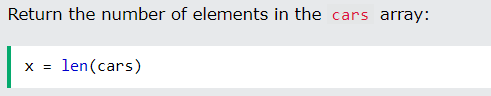 Return the number of elements in the cars array:
x = len(cars)